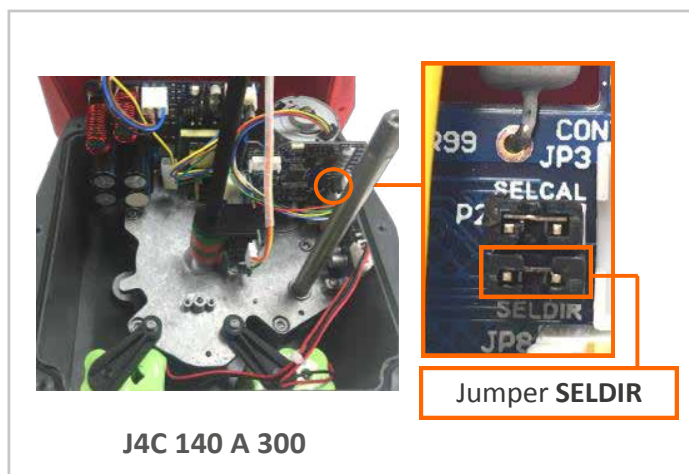 R99
CON
JP3
SELCAL
P2
SELDIR
JP8
Jumper SELDIR
J4C 140 A 300